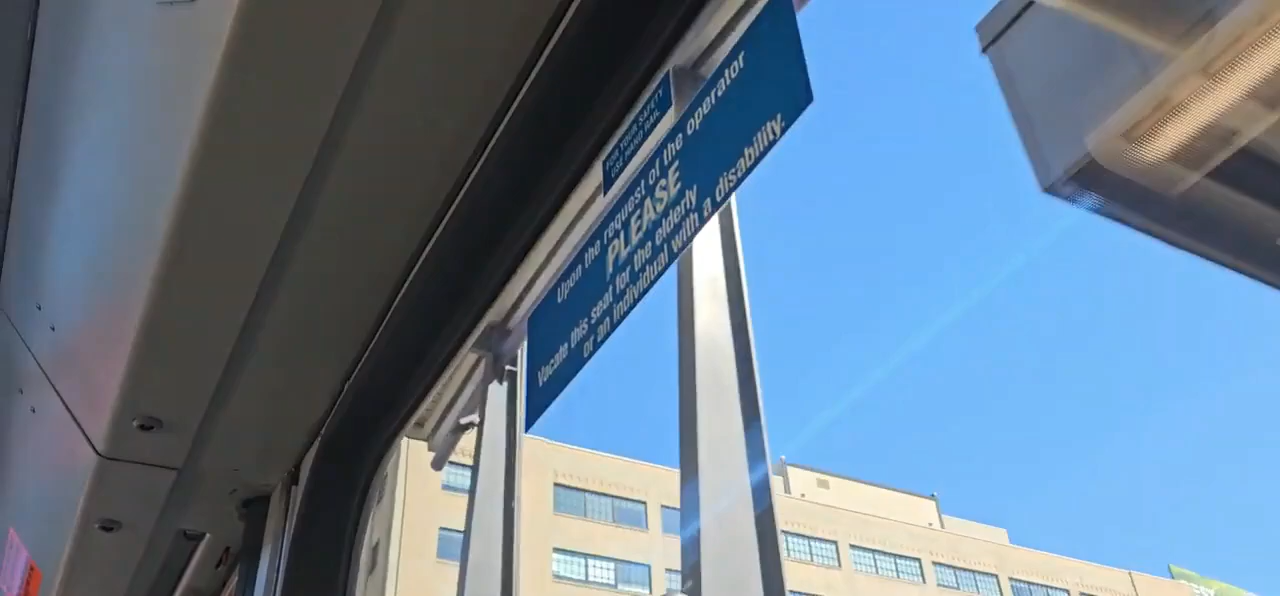 FOR YOUR SAFETY
USE HAND RAIL
Upon the request of the operator
PLEASE
Vacate this seat for the elderly
or an individual with a disability.